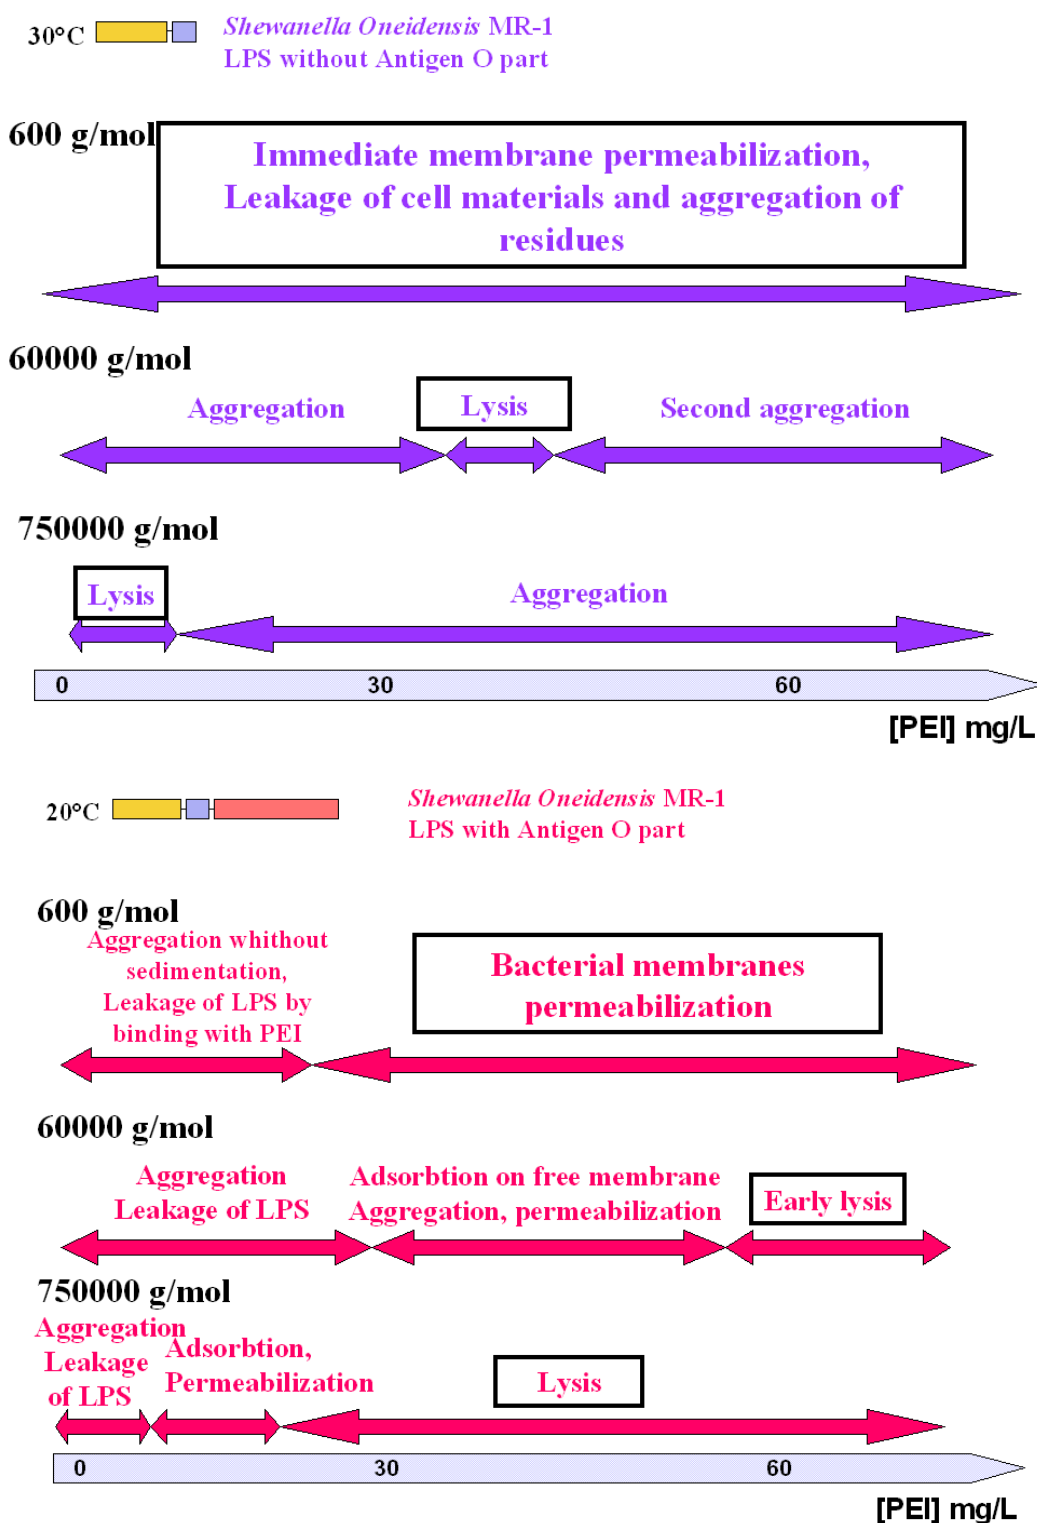 30°C
Shewanella Oneidensis MR-1
LPS without Antigen O part
600 g/mol
Immediate membrane permeabilization,
Leakage of cell materials and aggregation of
residues
60000 g/mol
Aggregation
Lysis
Second aggregation
750000 g/mol
Lysis
Aggregation
0 30 60
[PEI] mg/L
20°C
Shewanella Oneidensis MR-1
LPS with Antigen O part
600 g/mol
Aggregation whithout
sedimentation,
Leakage of LPS by
binding with PEI
Bacterial membranes
permeabilization
60000 g/mol
Aggregation
Leakage of LPS
Adsorbtion on free membrane
Aggregation, permeabilization
Early lysis
750000 g/mol
Aggregation
Leakage
of LPS
Adsorbtion,
Permeabilization
Lysis
0 30 60
[PEI] mg/L